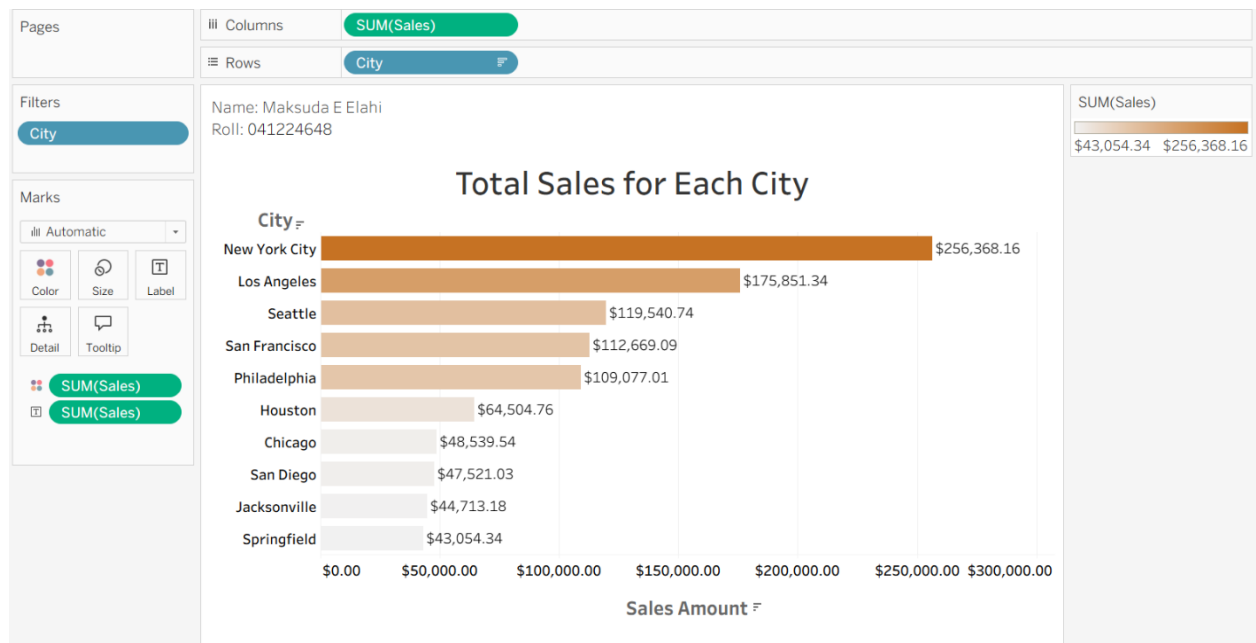 Pages
Columns
SUM(Sales)
Rows
City
Filters
City
Marks
Automatic
Color
Size
Label
Detail
Tooltip
SUM(Sales)
SUM(Sales)
Name: Maksuda E Elahi
Roll: 041224648
Total Sales for Each City
City
New York City $256,368.16
Los Angeles $175,851.34
Seattle $119,540.74
San Francisco $112,669.09
Philadelphia $109,077.01
Houston $64,504.76
Chicago $48,539.54
San Diego $47,521.03
Jacksonville $44,713.18
Springfield $43,054.34
$0.00 $50,000.00 $100,000.00 $150,000.00 $200,000.00 $250,000.00 $300,000.00
Sales Amount
SUM(Sales)
$43,054.34 $256,368.16